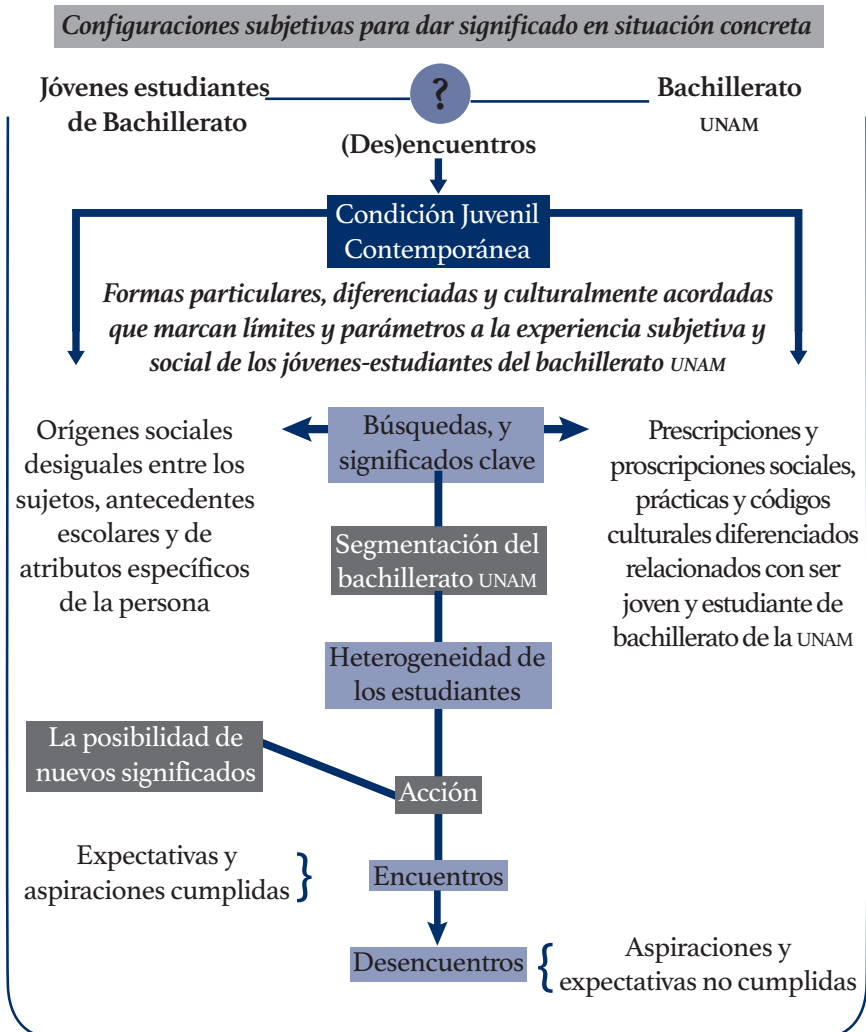 Configuraciones subjetivas para dar significado en situación concreta
Jóvenes estudiantes
de Bachillerato
?
Bachillerato
UNAM
(Des)encuentros
Condición Juvenil
Contemporánea
Formas particulares, diferenciadas y culturalmente acordadas
que marcan límites y parámetros a la experiencia subjetiva y
social de los jóvenes-estudiantes del bachillerato UNAM
Orígenes sociales
desiguales entre los
sujetos, antecedentes
escolares y de
atributos específicos
de la persona
Búsquedas, y
significados clave
Prescripciones y
proscripciones sociales,
prácticas y códigos
culturales diferenciados
relacionados con ser
joven y estudiante de
bachillerato de la UNAM
Segmentación del
bachillerato UNAM
Heterogeneidad de
los estudiantes
La posibilidad de
nuevos significados
Acción
Expectativas y
aspiraciones cumplidas }
Encuentros
Desencuentros
{ Aspiraciones y
expectativas no cumplidas